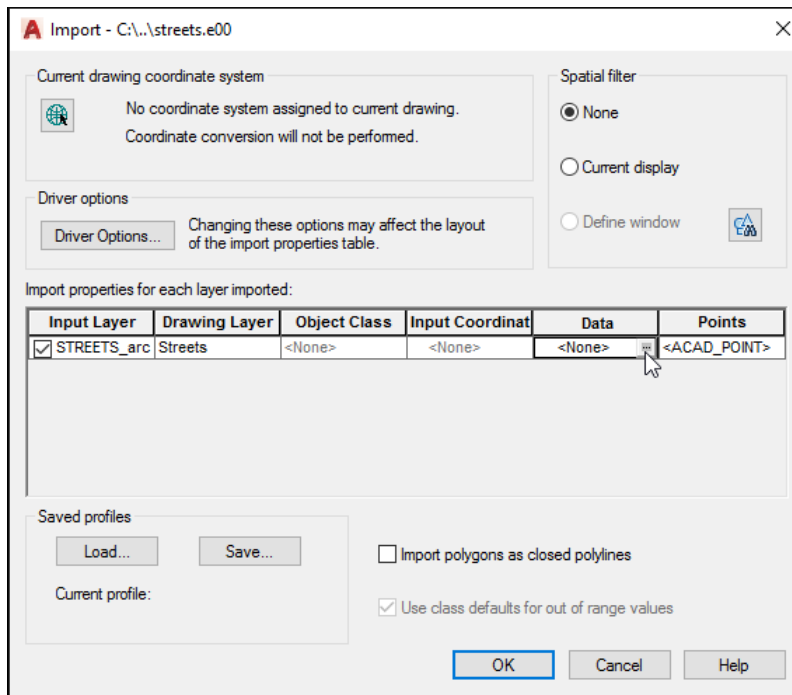 Import - C:\..\streets.e00
Current drawing coordinate system
No coordinate system assigned to current drawing.
Coordinate conversion will not be performed.
Spatial filter
None
Current display
Define window
Driver options
Driver Options...
Changing these options may affect the layout
of the import properties table.
Import properties for each layer imported:
Input Layer Drawing Layer Object Class Input Coordinat Data Points
STREETS_arc Streets <None> <None> <None> ... <ACAD_POINT>
Saved profiles
Load... Save...
Current profile:
Import polygons as closed polylines
Use class defaults for out of range values
OK Cancel Help